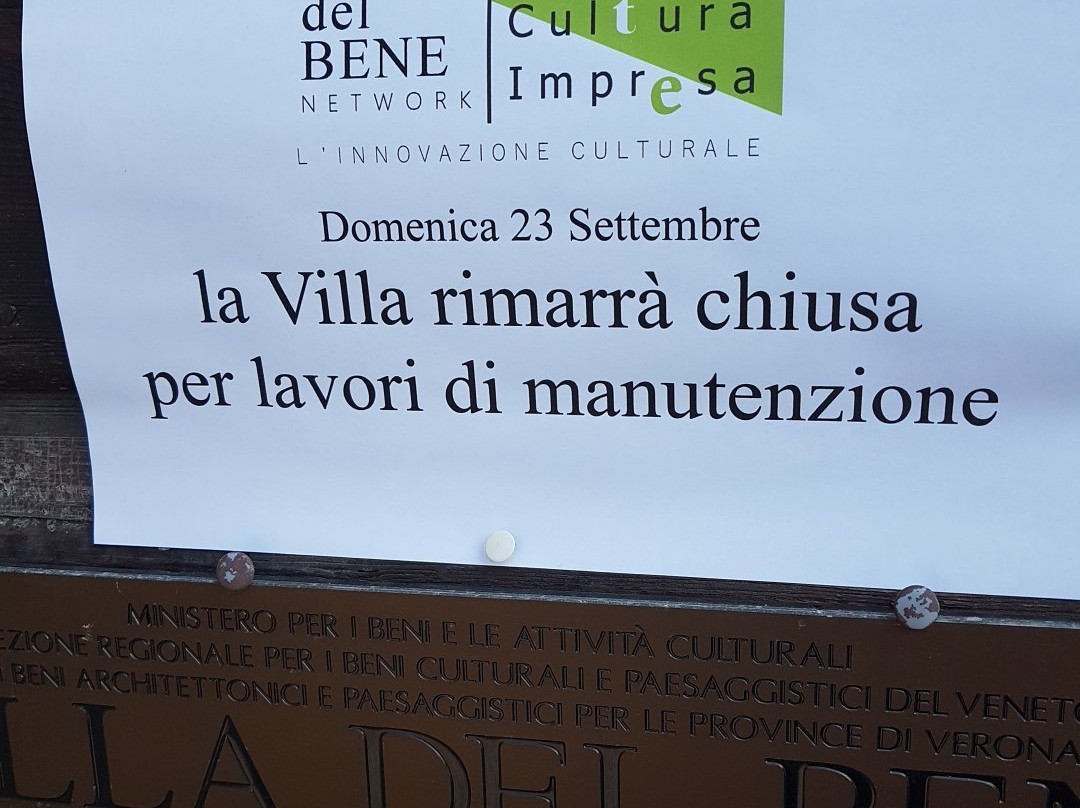 del
BENE
NETWORK
Cultura
Impresa
L'INNOVAZIONE CULTURALE
Domenica 23 Settembre
la Villa rimarrà chiusa
per lavori di manutenzione
MINISTERO PER I BENI E LE ATTIVITÀ CULTURALI
REGIONALE PER I BENI CULTURALI E PAESAGGISTICI DEL VENETO
BENI ARCHITETTONICI E PAESAGGISTICI PER LE PROVINCE DI VERONA
DEL